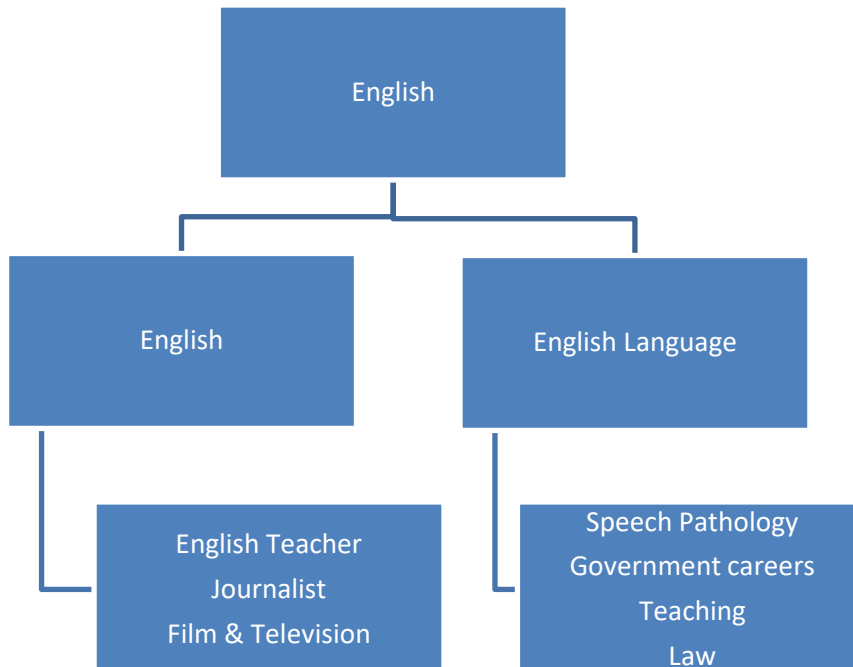 English
English
English Language
English Teacher
Journalist
Film & Television
Speech Pathology
Government careers
Teaching
Law